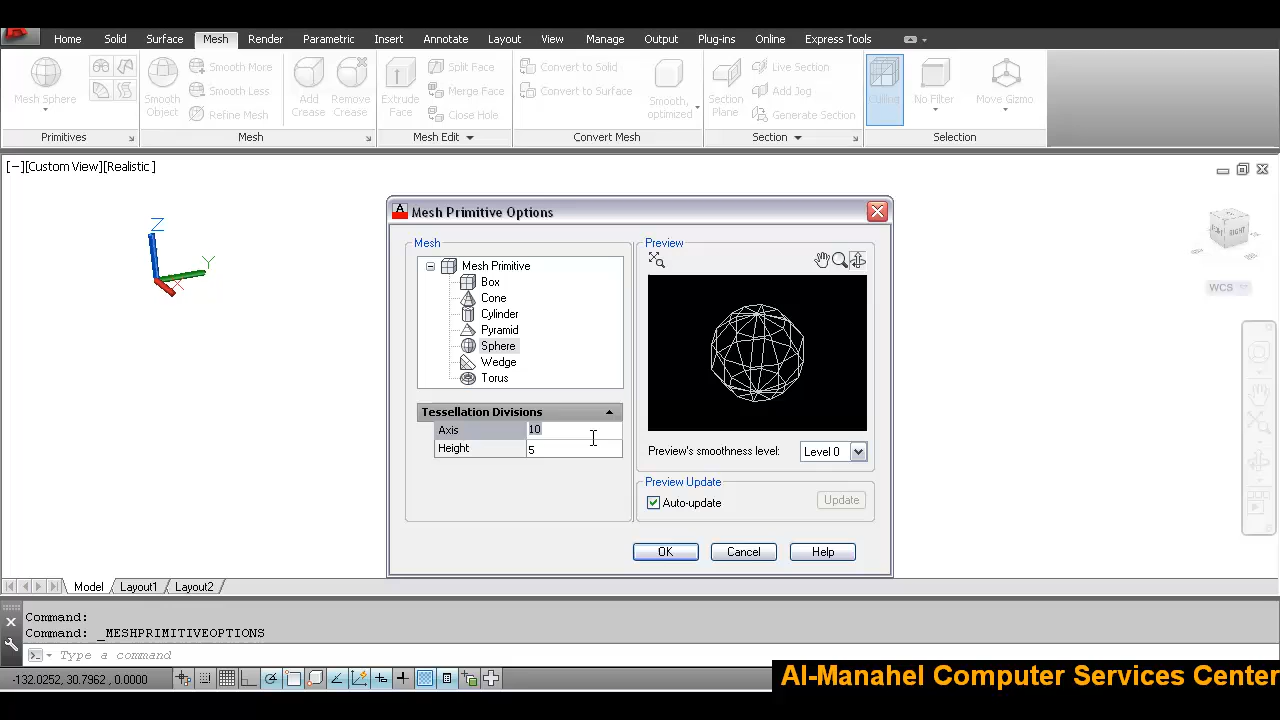 Home Solid Surface Mesh Render Parametric Insert Annotate Layout View Manage Output Plug-ins Online Express Tools
Mesh Sphere
Primitives
Smooth Object
Smooth More
Smooth Less
Refine Mesh
Add Crease
Remove Crease
Mesh
Extrude Face
Split Face
Merge Face
Close Hole
Mesh Edit
Convert to Solid
Convert to Surface
Smooth, optimized
Convert Mesh
Section Plane
Live Section
Add Jog
Generate Section
Section
Culling
No Filter
Move Gizmo
Selection
[−][Custom View][Realistic ]
Z
Y
X
RIGHT
WCS
Mesh Primitive Options
Mesh
Mesh Primitive
Box
Cone
Cylinder
Pyramid
Sphere
Wedge
Torus
Tessellation Divisions
Axis 10
Height 5
Preview
Preview's smoothness level: Level 0
Preview Update
Auto-update Update
OK Cancel Help
Model Layout1 Layout2
Command:
Command: _MESHPRIMITIVEOPTIONS
Type a command
-132.0252, 30.7962, 0.0000
Al-Manahel Computer Services Center